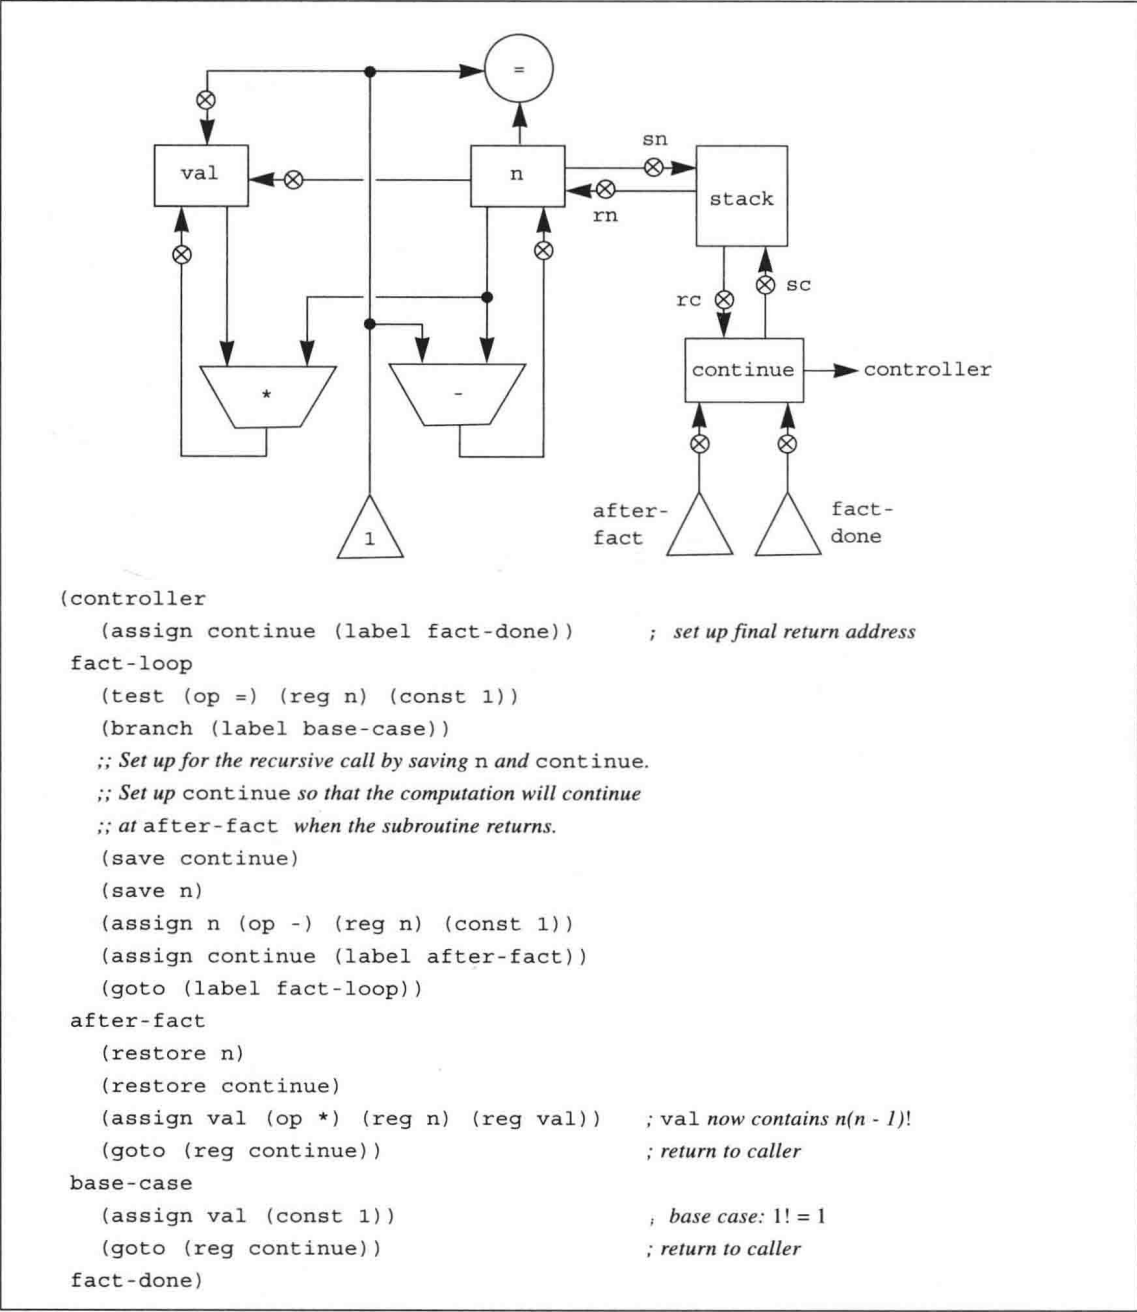 =
sn
val
n
stack
rn
rc
sc
continue
controller
*
-
after-
fact
fact-
done
1
(controller
(assign continue (label fact-done)) ; set up final return address
fact-loop
(test (op =) (reg n) (const 1))
(branch (label base-case))
;; Set up for the recursive call by saving n and continue.
;; Set up continue so that the computation will continue
;; at after-fact when the subroutine returns.
(save continue)
(save n)
(assign n (op -) (reg n) (const 1))
(assign continue (label after-fact))
(goto (label fact-loop))
after-fact
(restore n)
(restore continue)
(assign val (op *) (reg n) (reg val)) ; val now contains n(n - 1)!
(goto (reg continue)) ; return to caller
base-case
(assign val (const 1)) ; base case: 1! = 1
(goto (reg continue)) ; return to caller
fact-done)